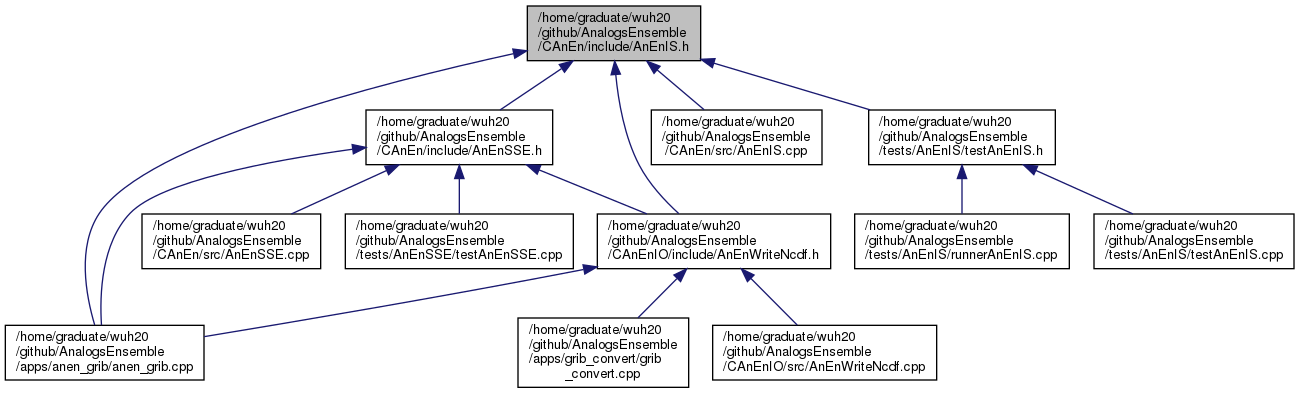 /home/graduate/wuh20
/github/AnalogsEnsemble
/CAnEn/include/AnEnIS.h
/home/graduate/wuh20
/github/AnalogsEnsemble
/CAnEn/include/AnEnSSE.h
/home/graduate/wuh20
/github/AnalogsEnsemble
/CAnEn/src/AnEnIS.cpp
/home/graduate/wuh20
/github/AnalogsEnsemble
/tests/AnEnIS/testAnEnIS.h
/home/graduate/wuh20
/github/AnalogsEnsemble
/CAnEn/src/AnEnSSE.cpp
/home/graduate/wuh20
/github/AnalogsEnsemble
/tests/AnEnSSE/testAnEnSSE.cpp
/home/graduate/wuh20
/github/AnalogsEnsemble
/CAnEnIO/include/AnEnWriteNcdf.h
/home/graduate/wuh20
/github/AnalogsEnsemble
/tests/AnEnIS/runnerAnEnIS.cpp
/home/graduate/wuh20
/github/AnalogsEnsemble
/tests/AnEnIS/testAnEnIS.cpp
/home/graduate/wuh20
/github/AnalogsEnsemble
/apps/anen_grib/anen_grib.cpp
/home/graduate/wuh20
/github/AnalogsEnsemble
/apps/grib_convert/grib
_convert.cpp
/home/graduate/wuh20
/github/AnalogsEnsemble
/CAnEnIO/src/AnEnWriteNcdf.cpp